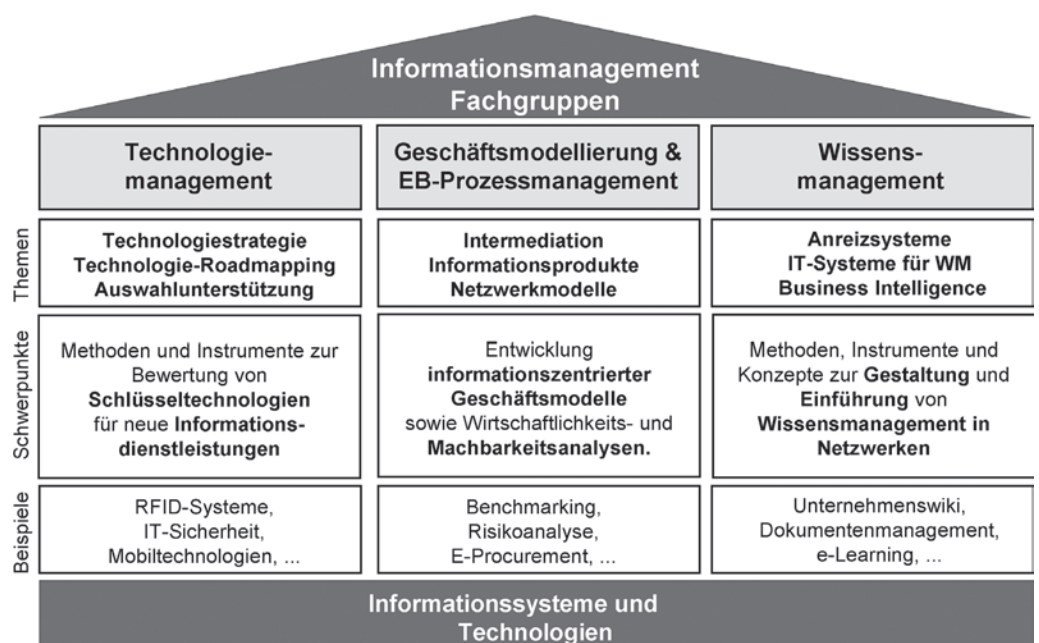 Informationsmanagement
Fachgruppen
Technologie-
management
Geschäftsmodellierung &
EB-Prozessmanagement
Wissens-
management
Themen
Technologiestrategie
Technologie-Roadmapping
Auswahlunterstützung
Intermediation
Informationsprodukte
Netzwerkmodelle
Anreizsysteme
IT-Systeme für WM
Business Intelligence
Schwerpunkte
Methoden und Instrumente zur
Bewertung von
Schlüsseltechnologien
für neue Informations-
dienstleistungen
Entwicklung
informationszentrierter
Geschäftsmodelle
sowie Wirtschaftlichkeits- und
Machbarkeitsanalysen.
Methoden, Instrumente und
Konzepte zur Gestaltung und
Einführung von
Wissensmanagement in
Netzwerken
Beispiele
RFID-Systeme,
IT-Sicherheit,
Mobiltechnologien, ...
Benchmarking,
Risikoanalyse,
E-Procurement, ...
Unternehmenswiki,
Dokumentenmanagement,
e-Learning, ...
Informationssysteme und
Technologien